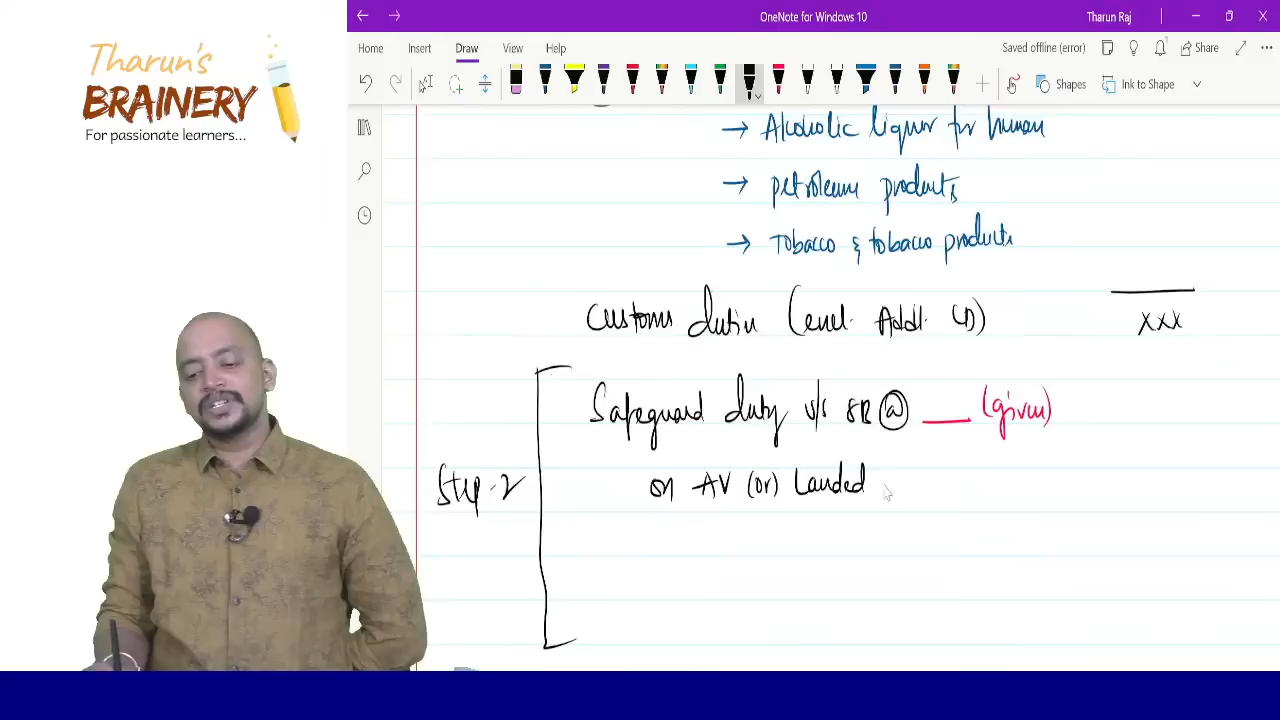 OneNote for Windows 10
Tharun Raj
Home Insert Draw View Help
Saved offline (error)
Share
Shapes
Ink to Shape
Tharun's
BRAINERY
For passionate learners...
→ Alcoholic liquor for human
→ petroleum products
→ Tobacco & tobacco products
Customs duties (excl. Addl. CD)
xxx
Safeguard duty u/s 8B @ ___ (given)
on AV (or) Landed
Step-2